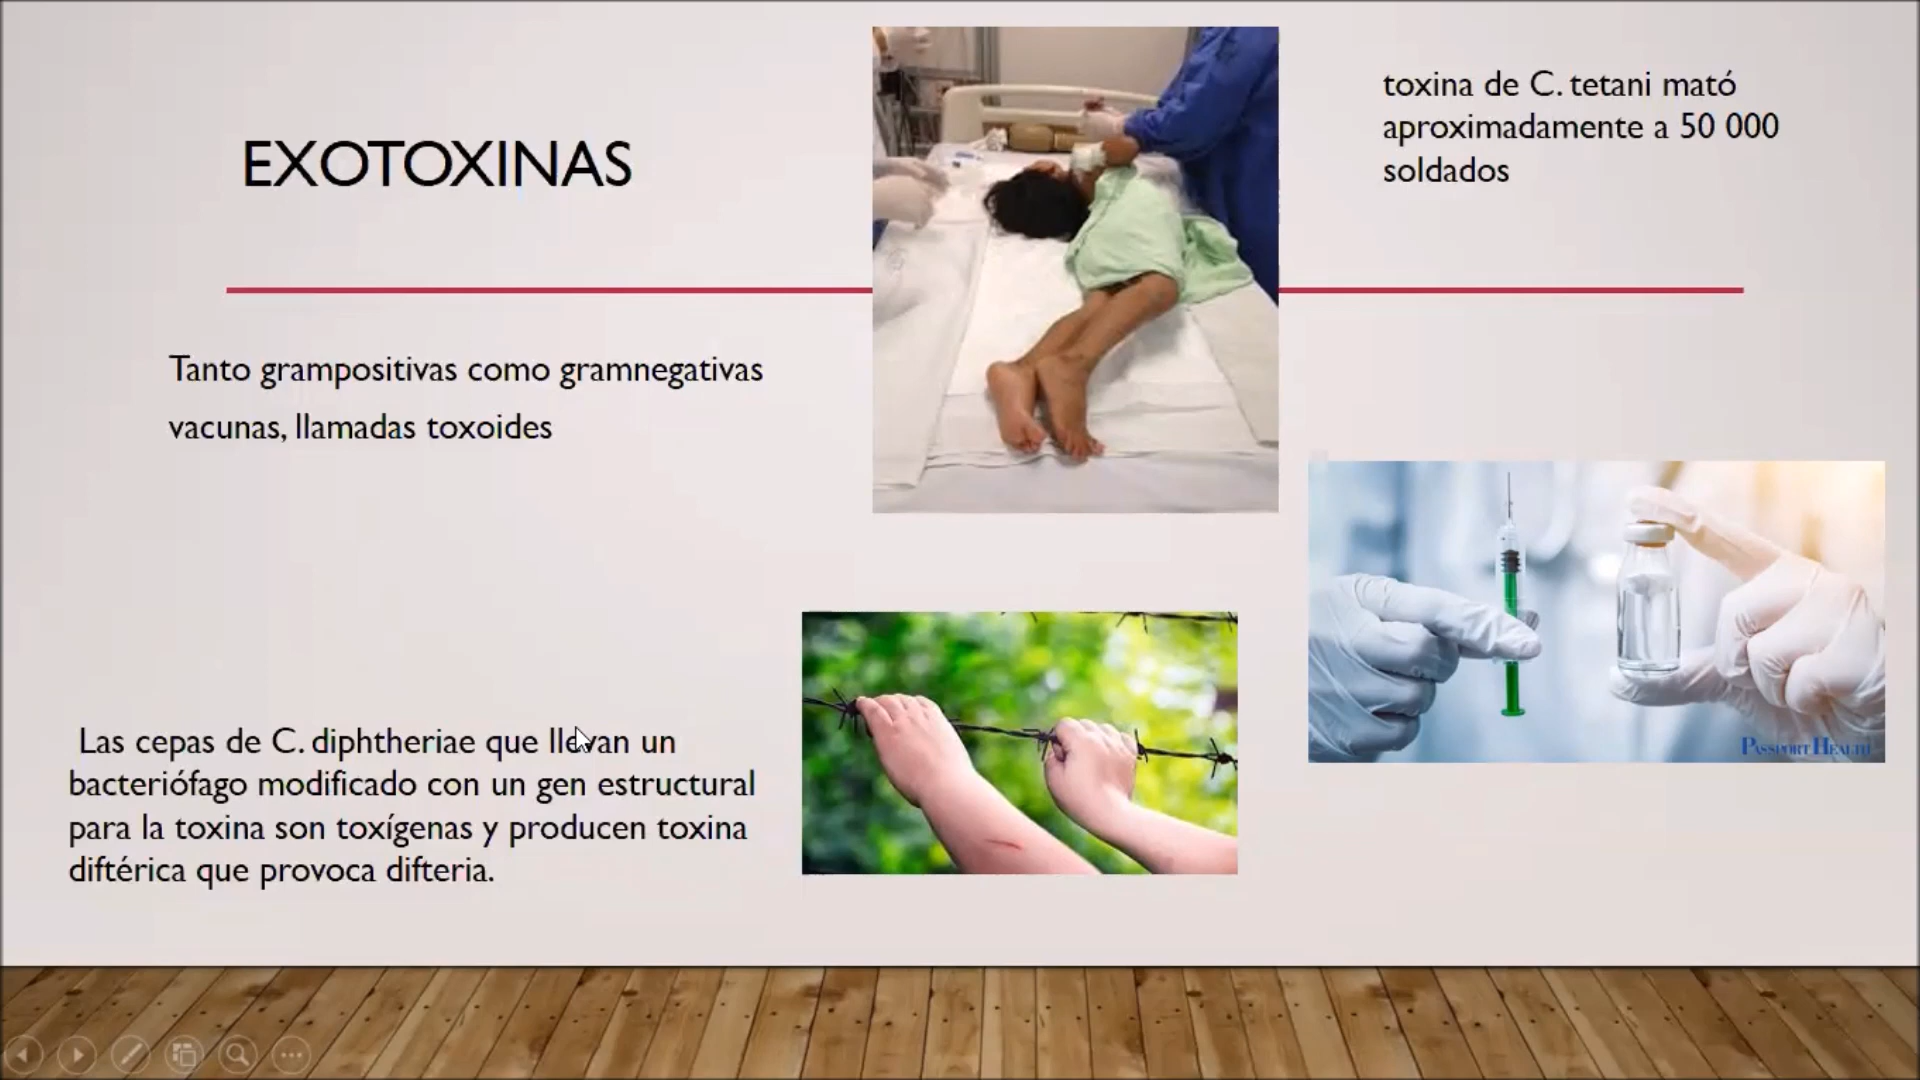 EXOTOXINAS
toxina de C. tetani mató
aproximadamente a 50 000
soldados
Tanto grampositivas como gramnegativas
vacunas, llamadas toxoides
Las cepas de C. diphtheriae que llevan un
bacteriófago modificado con un gen estructural
para la toxina son toxígenas y producen toxina
diftérica que provoca difteria.
PASSPORT HEALTH